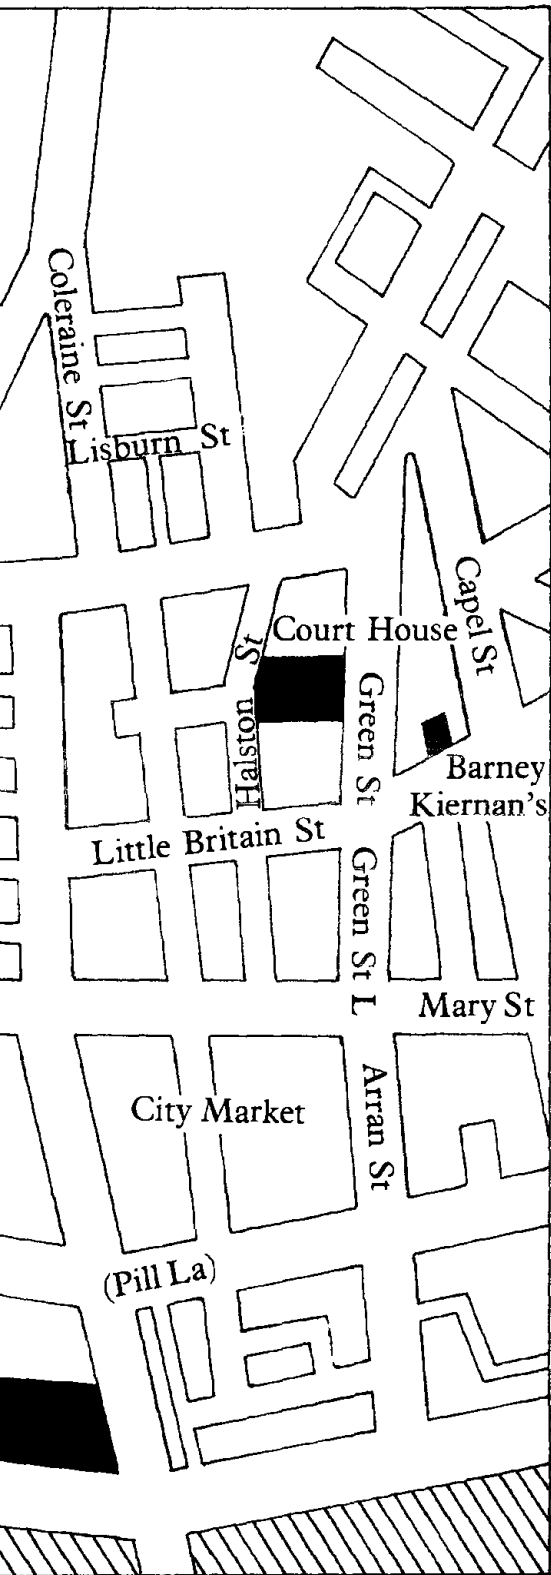 Coleraine St
Lisburn St
Capel St
Court House
Halston St
Green St
Barney
Kiernan's
Little Britain St
Green St L
Mary St
City Market
Arran St
(Pill La)